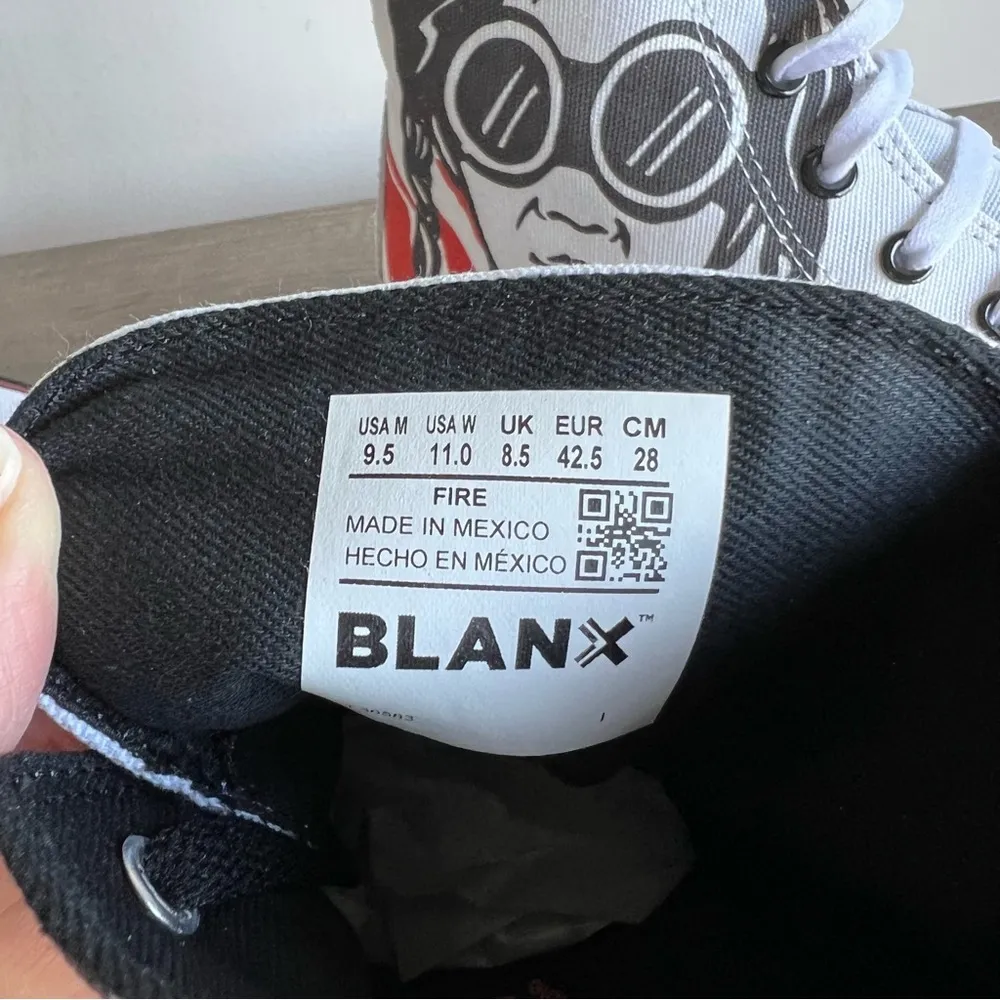 USA M USA W UK EUR CM
9.5 11.0 8.5 42.5 28
FIRE
MADE IN MEXICO
HECHO EN MÉXICO
BLANX™